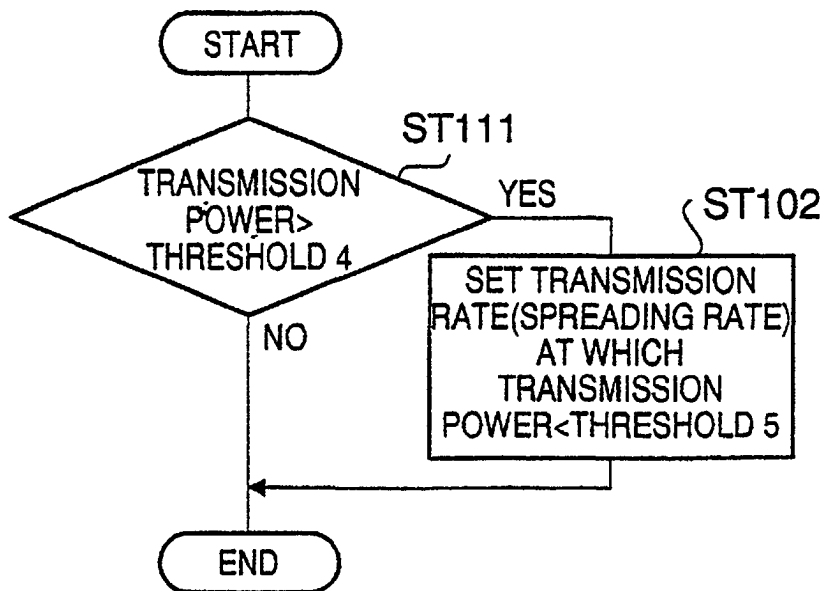 START
ST111
TRANSMISSION
POWER>
THRESHOLD 4
YES
ST102
SET TRANSMISSION
RATE(SPREADING RATE)
AT WHICH
TRANSMISSION
POWER<THRESHOLD 5
NO
END